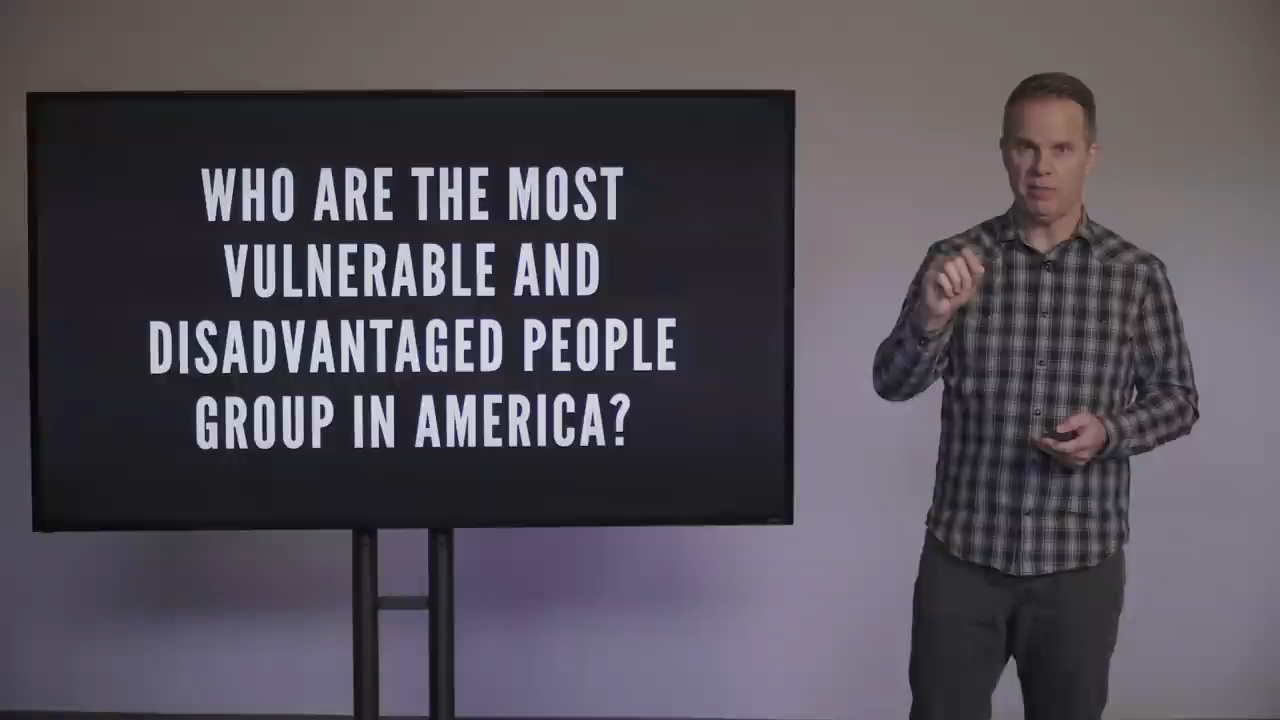 WHO ARE THE MOST
VULNERABLE AND
DISADVANTAGED PEOPLE
GROUP IN AMERICA?